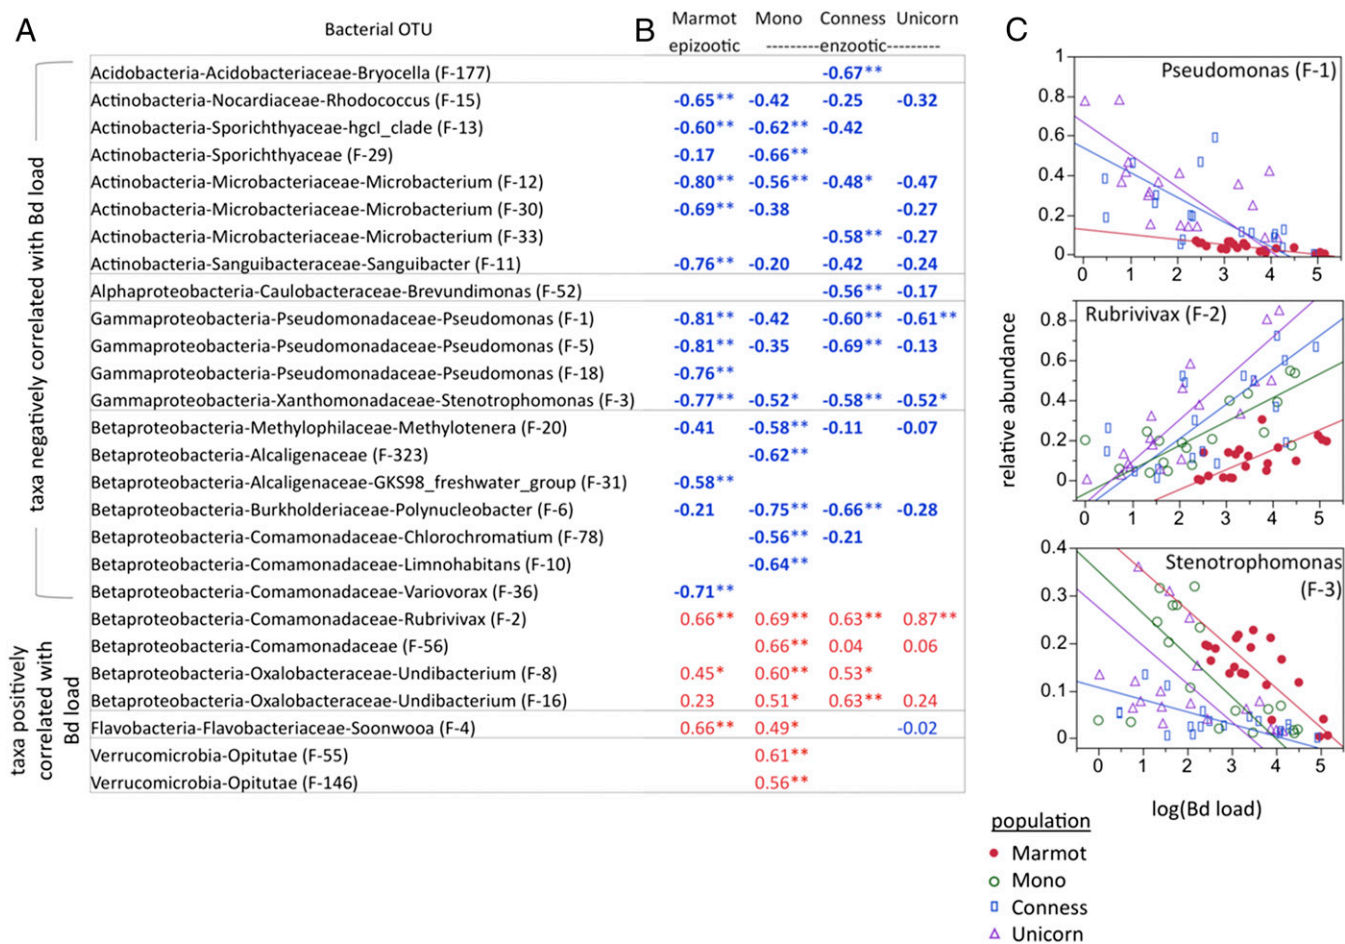 A
Bacterial OTU
B
Marmot Mono Conness Unicorn
epizootic ---------enzootic---------
taxa negatively correlated with Bd load
Acidobacteria-Acidobacteriaceae-Bryocella (F-177) -0.67**
Actinobacteria-Nocardiaceae-Rhodococcus (F-15) -0.65** -0.42 -0.25 -0.32
Actinobacteria-Sporichthyaceae-hgcI_clade (F-13) -0.60** -0.62** -0.42
Actinobacteria-Sporichthyaceae (F-29) -0.17 -0.66**
Actinobacteria-Microbacteriaceae-Microbacterium (F-12) -0.80** -0.56** -0.48* -0.47
Actinobacteria-Microbacteriaceae-Microbacterium (F-30) -0.69** -0.38 -0.27
Actinobacteria-Microbacteriaceae-Microbacterium (F-33) -0.58** -0.27
Actinobacteria-Sanguibacteraceae-Sanguibacter (F-11) -0.76** -0.20 -0.42 -0.24
Alphaproteobacteria-Caulobacteraceae-Brevundimonas (F-52) -0.56** -0.17
Gammaproteobacteria-Pseudomonadaceae-Pseudomonas (F-1) -0.81** -0.42 -0.60** -0.61**
Gammaproteobacteria-Pseudomonadaceae-Pseudomonas (F-5) -0.81** -0.35 -0.69** -0.13
Gammaproteobacteria-Pseudomonadaceae-Pseudomonas (F-18) -0.76**
Gammaproteobacteria-Xanthomonadaceae-Stenotrophomonas (F-3) -0.77** -0.52* -0.58** -0.52*
Betaproteobacteria-Methylophilaceae-Methylotenera (F-20) -0.41 -0.58** -0.11 -0.07
Betaproteobacteria-Alcaligenaceae (F-323) -0.62**
Betaproteobacteria-Alcaligenaceae-GKS98_freshwater_group (F-31) -0.58**
Betaproteobacteria-Burkholderiaceae-Polynucleobacter (F-6) -0.21 -0.75** -0.66** -0.28
Betaproteobacteria-Comamonadaceae-Chlorochromatium (F-78) -0.56** -0.21
Betaproteobacteria-Comamonadaceae-Limnohabitans (F-10) -0.64**
Betaproteobacteria-Comamonadaceae-Variovorax (F-36) -0.71**
taxa positively
correlated with
Bd load
Betaproteobacteria-Comamonadaceae-Rubrivivax (F-2) 0.66** 0.69** 0.63** 0.87**
Betaproteobacteria-Comamonadaceae (F-56) 0.66** 0.04 0.06
Betaproteobacteria-Oxalobacteraceae-Undibacterium (F-8) 0.45* 0.60** 0.53*
Betaproteobacteria-Oxalobacteraceae-Undibacterium (F-16) 0.23 0.51* 0.63** 0.24
Flavobacteria-Flavobacteriaceae-Soonwooa (F-4) 0.66** 0.49* -0.02
Verrucomicrobia-Opitutae (F-55) 0.61**
Verrucomicrobia-Opitutae (F-146) 0.56**
C
Pseudomonas (F-1)
1
0.8
0.6
0.4
0.2
0
0 1 2 3 4 5
relative abundance
Rubrivivax (F-2)
0.8
0.6
0.4
0.2
0
0 1 2 3 4 5
Stenotrophomonas
(F-3)
0.4
0.3
0.2
0.1
0
0 1 2 3 4 5
log(Bd load)
population
Marmot
Mono
Conness
Unicorn